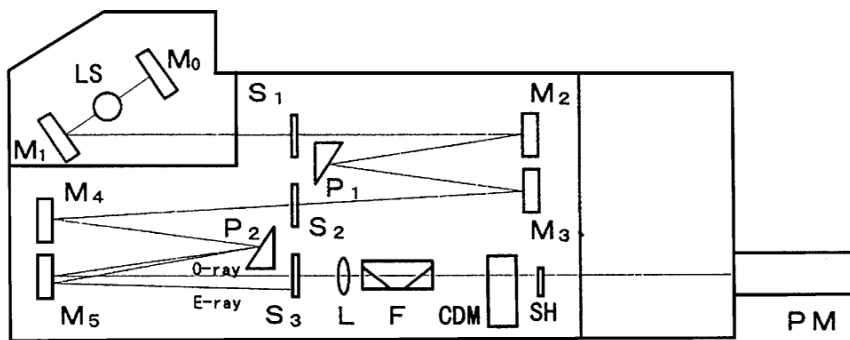 M₀
LS
S₁
M₂
M₁
P₁
M₄
P₂
S₂
M₃
O-ray
E-ray
M₅
S₃
L
F
CDM
SH
PM